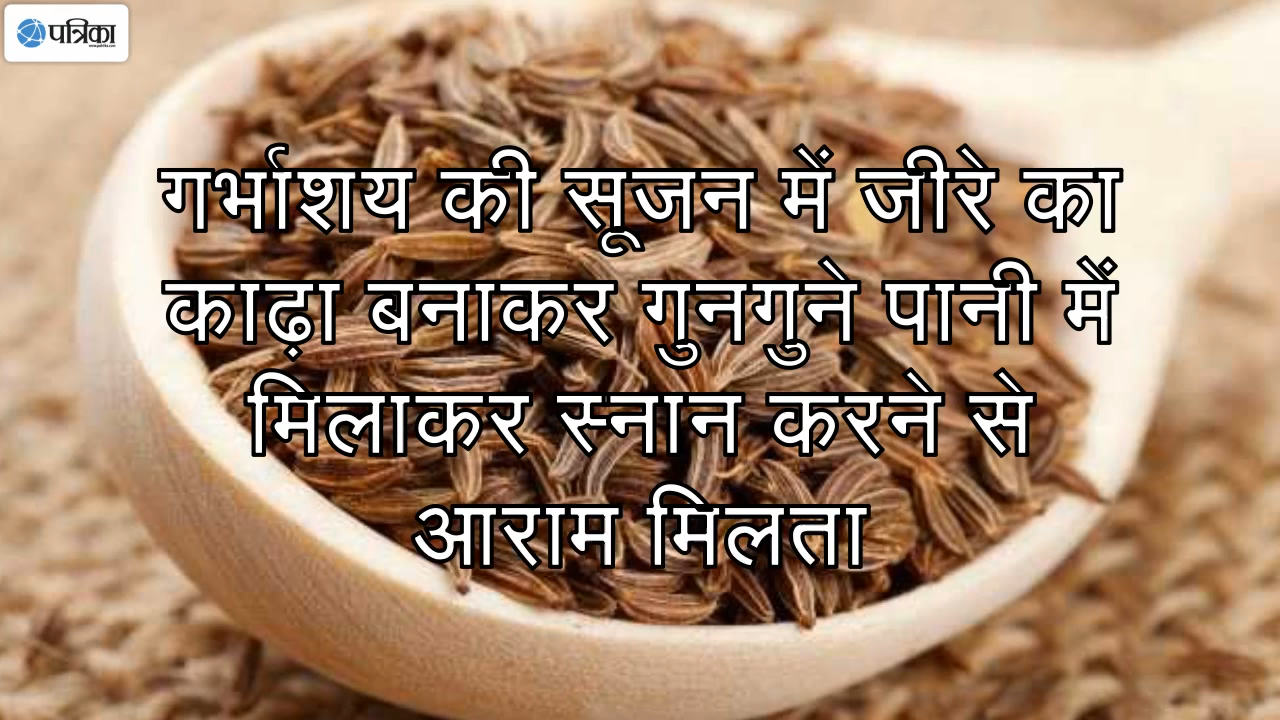 पत्रिका
गर्भाशय की सूजन में जीरे का
काढ़ा बनाकर गुनगुने पानी में
मिलाकर स्नान करने से
आराम मिलता